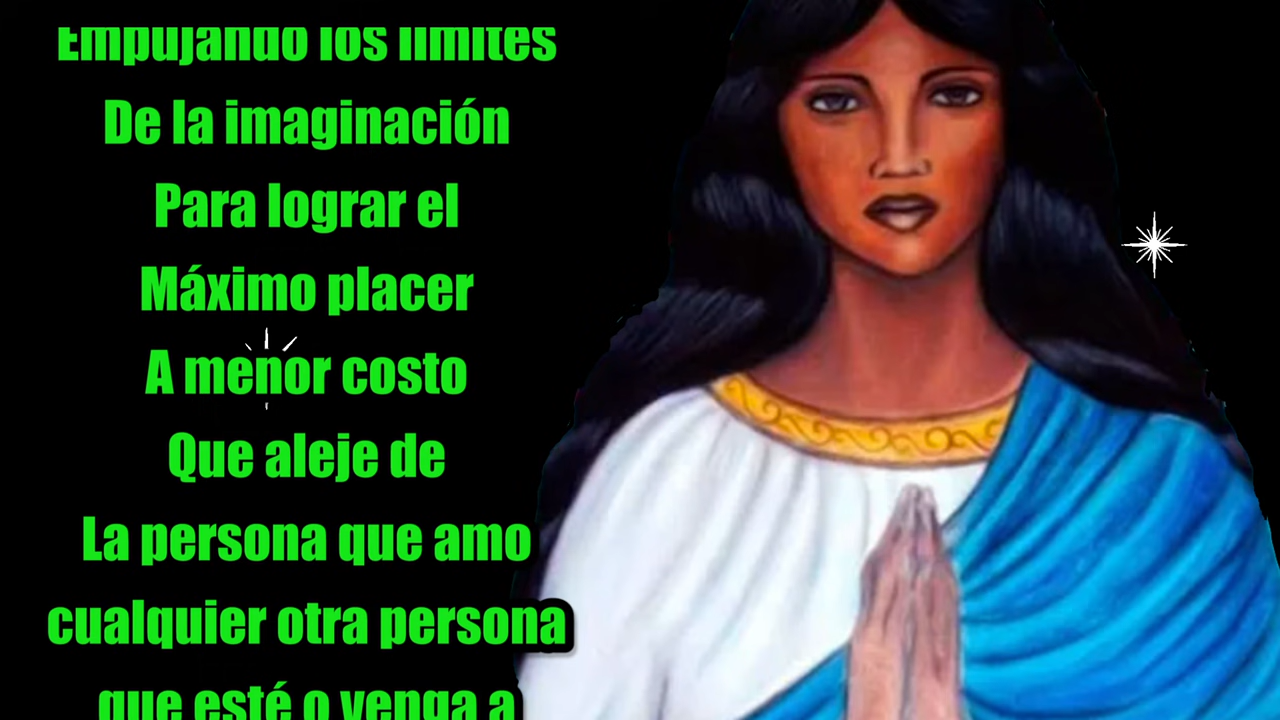 Empujando los límites
De la imaginación
Para lograr el
Máximo placer
A menor costo
Que aleje de
La persona que amo
cualquier otra persona
que esté o venga a